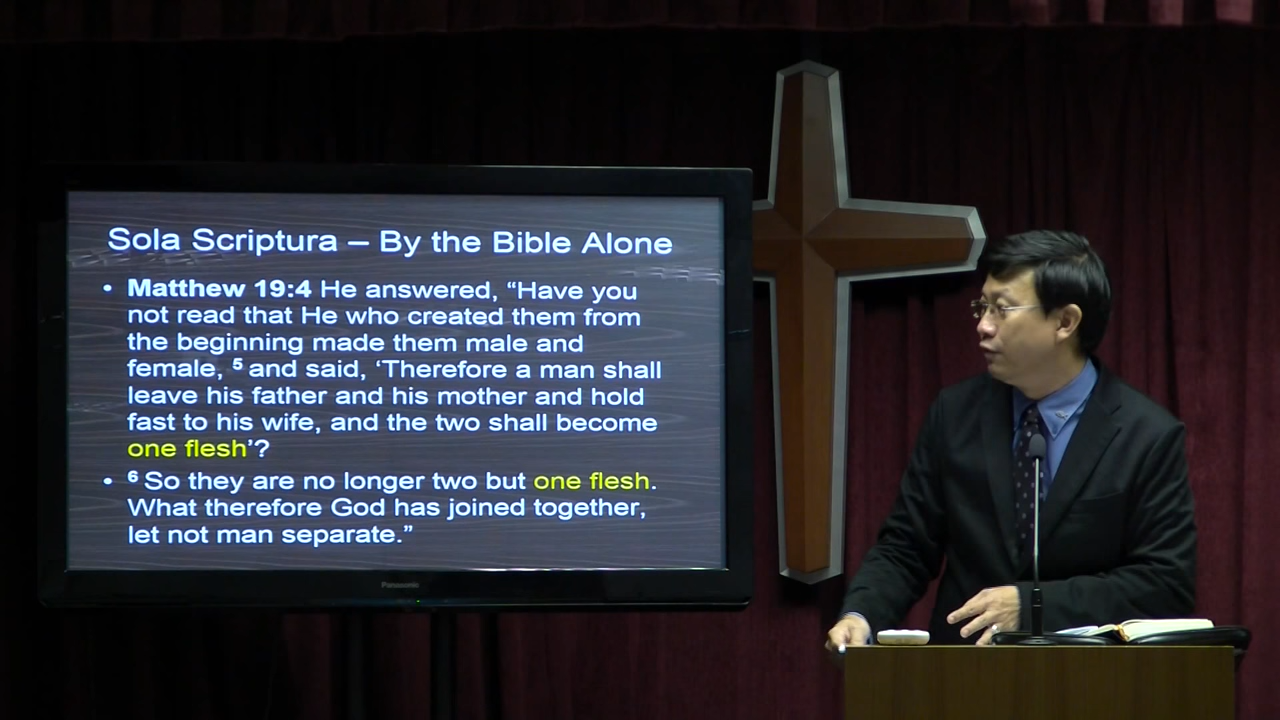 Sola Scriptura – By the Bible Alone
• Matthew 19:4 He answered, “Have you
not read that He who created them from
the beginning made them male and
female, ⁵ and said, ‘Therefore a man shall
leave his father and his mother and hold
fast to his wife, and the two shall become
one flesh’?
• ⁶ So they are no longer two but one flesh.
What therefore God has joined together,
let not man separate.”
Panasonic